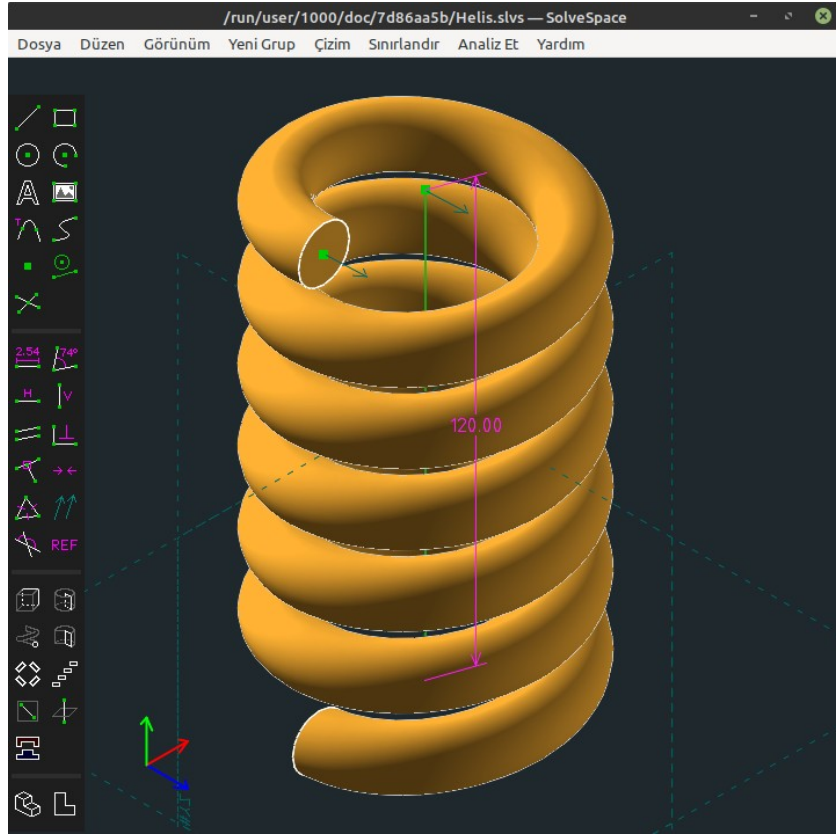 /run/user/1000/doc/7d86aa5b/Helis.slvs — SolveSpace
Dosya Düzen Görünüm Yeni Grup Çizim Sınırlandır Analiz Et Yardım
A
T
2.54 74°
H V
REF
120.00